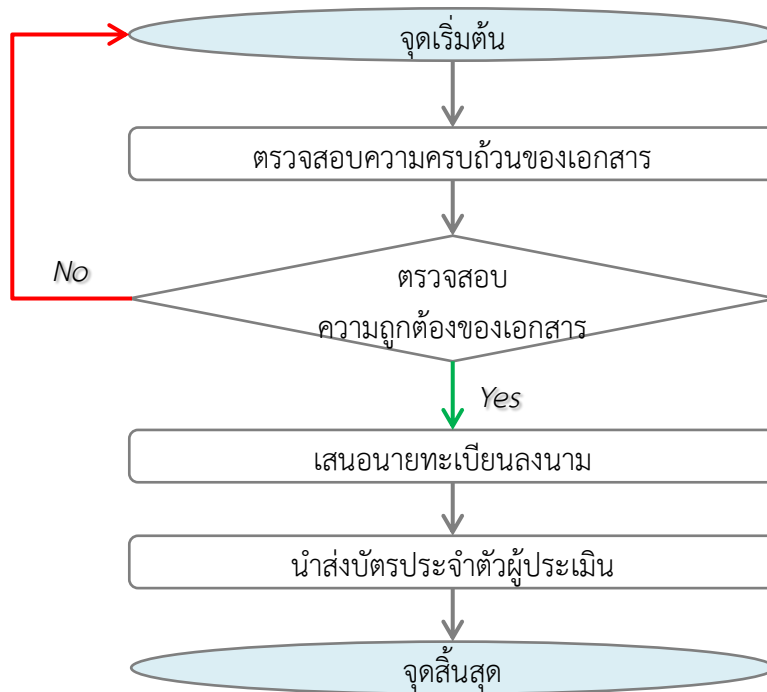 จุดเริ่มต้น
ตรวจสอบความครบถ้วนของเอกสาร
No
ตรวจสอบ
ความถูกต้องของเอกสาร
Yes
เสนอนายทะเบียนลงนาม
นำส่งบัตรประจำตัวผู้ประเมิน
จุดสิ้นสุด